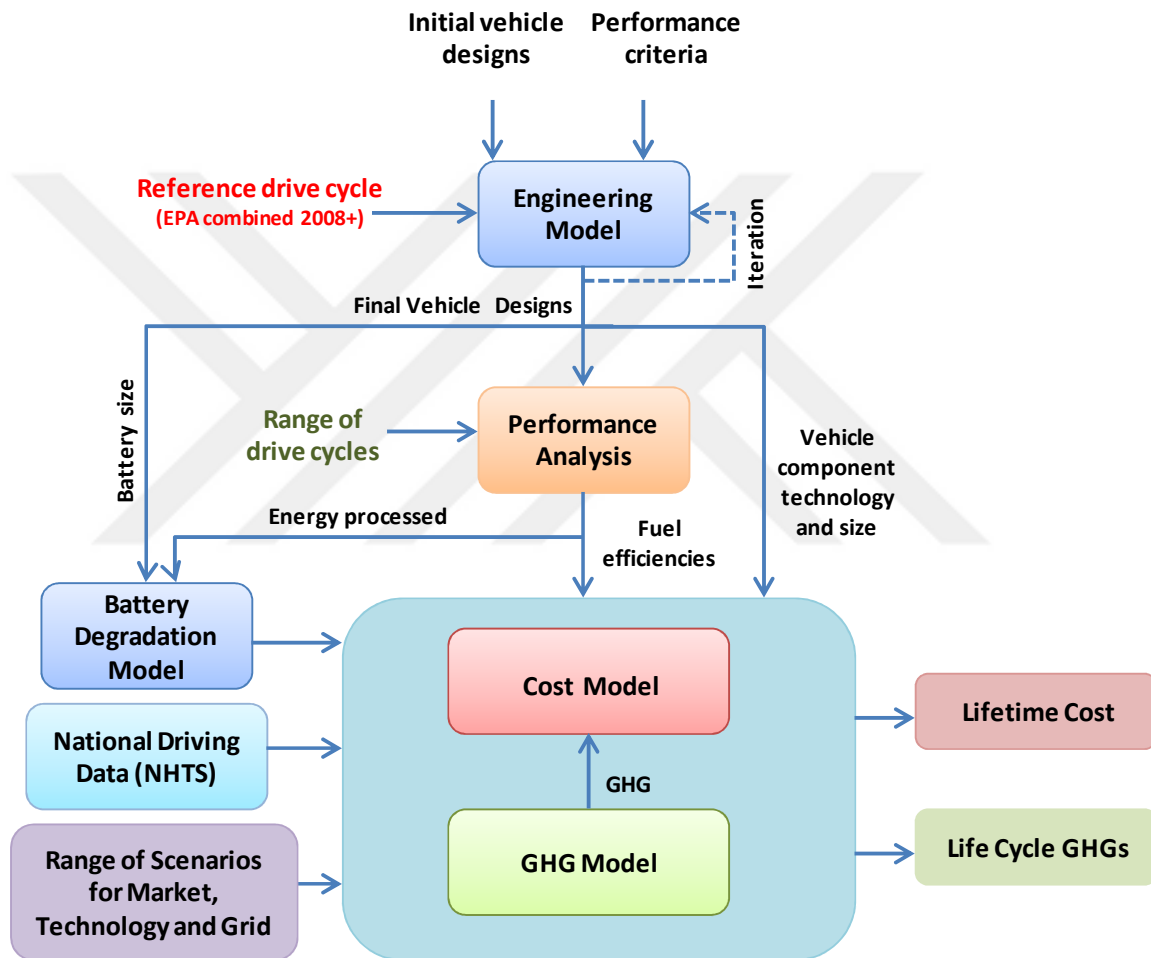 Initial vehicle
designs
Performance
criteria
Reference drive cycle
(EPA combined 2008+)
Engineering
Model
Iteration
Final Vehicle Designs
Battery size
Range of
drive cycles
Performance
Analysis
Vehicle
component
technology
and size
Energy processed
Fuel
efficiencies
Battery
Degradation
Model
Cost Model
Lifetime Cost
National Driving
Data (NHTS)
GHG
GHG Model
Life Cycle GHGs
Range of Scenarios
for Market,
Technology and Grid